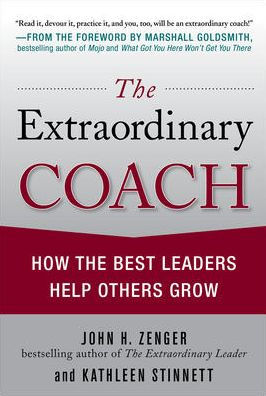 "Read it, devour it, practice it, and you, too, will be an extraordinary coach!"
—FROM THE FOREWORD BY MARSHALL GOLDSMITH,
bestselling author of Mojo and What Got You Here Won't Get You There
The
Extraordinary
COACH
HOW THE BEST LEADERS
HELP OTHERS GROW
JOHN H. ZENGER
bestselling author of The Extraordinary Leader
and KATHLEEN STINNETT